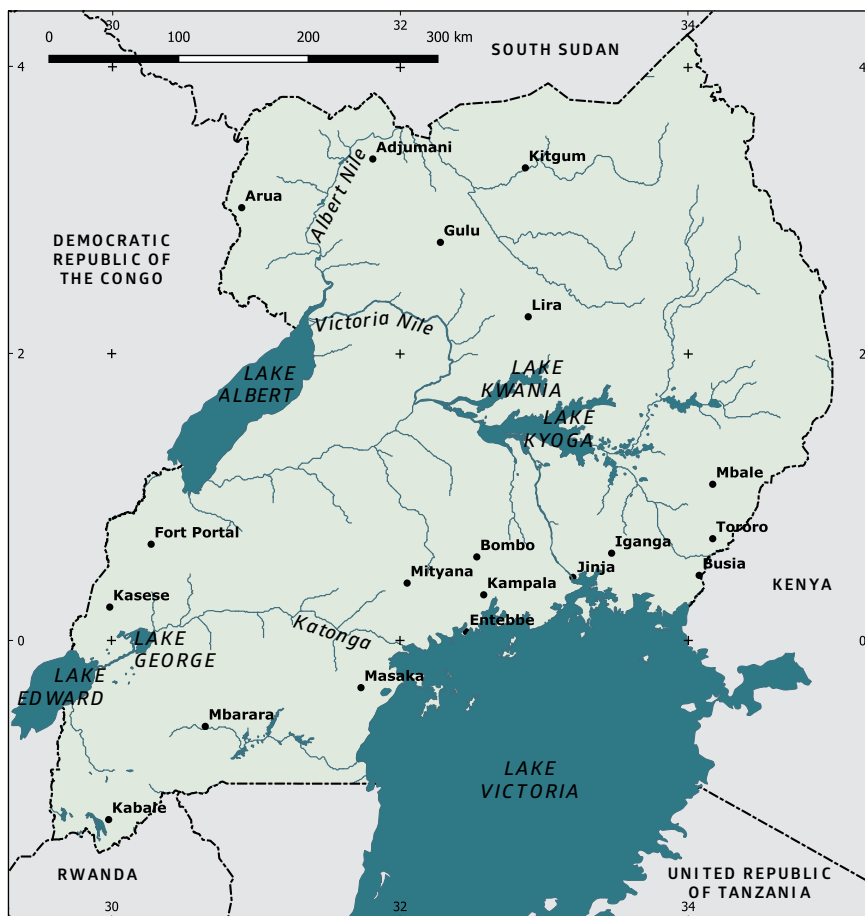 30
32
34
0
100
200
300 km
SOUTH SUDAN
4
4
Adjumani
Kitgum
Albert Nile
Arua
DEMOCRATIC
REPUBLIC OF
THE CONGO
Gulu
Lira
Victoria Nile
2
2
LAKE
ALBERT
LAKE
KWANIA
LAKE
KYOGA
Mbale
Fort Portal
Bombo
Iganga
Tororo
Mityana
Jinja
Busia
Kampala
KENYA
Kasese
Katonga
Entebbe
0
0
LAKE
GEORGE
LAKE
EDWARD
Masaka
Mbarara
LAKE
VICTORIA
Kabale
RWANDA
UNITED REPUBLIC
OF TANZANIA
30
32
34